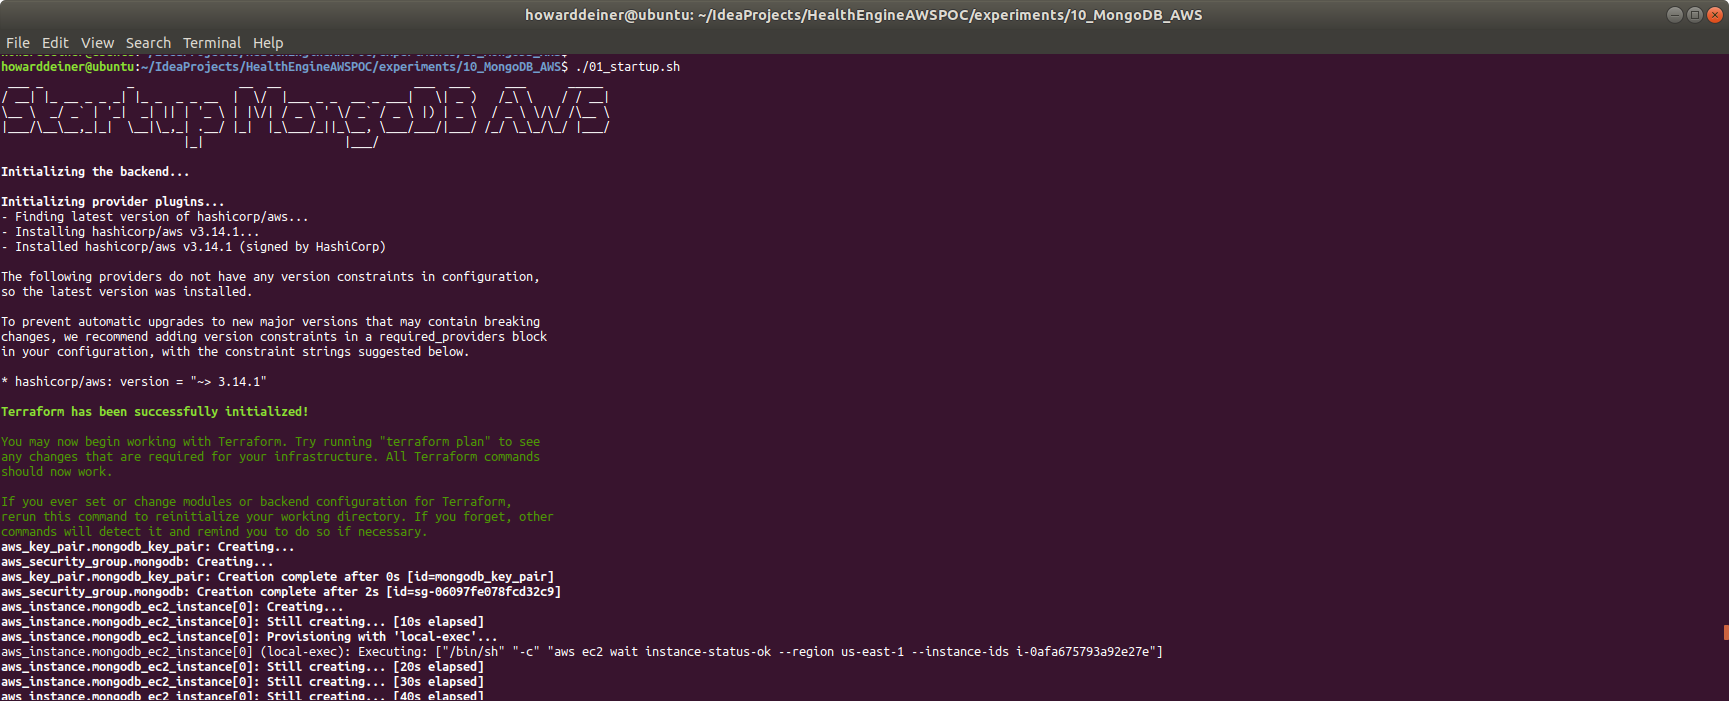 howarddeiner@ubuntu: ~/IdeaProjects/HealthEngineAWSPOC/experiments/10_MongoDB_AWS
File Edit View Search Terminal Help
howarddeiner@ubuntu:~/IdeaProjects/HealthEngineAWSPOC/experiments/10_MongoDB_AWS$
howarddeiner@ubuntu:~/IdeaProjects/HealthEngineAWSPOC/experiments/10_MongoDB_AWS$ ./01_startup.sh
Startup MongoDB AWS
Initializing the backend...
Initializing provider plugins...
- Finding latest version of hashicorp/aws...
- Installing hashicorp/aws v3.14.1...
- Installed hashicorp/aws v3.14.1 (signed by HashiCorp)
The following providers do not have any version constraints in configuration,
so the latest version was installed.
To prevent automatic upgrades to new major versions that may contain breaking
changes, we recommend adding version constraints in a required_providers block
in your configuration, with the constraint strings suggested below.
* hashicorp/aws: version = "~> 3.14.1"
Terraform has been successfully initialized!
You may now begin working with Terraform. Try running "terraform plan" to see
any changes that are required for your infrastructure. All Terraform commands
should now work.
If you ever set or change modules or backend configuration for Terraform,
rerun this command to reinitialize your working directory. If you forget, other
commands will detect it and remind you to do so if necessary.
aws_key_pair.mongodb_key_pair: Creating...
aws_security_group.mongodb: Creating...
aws_key_pair.mongodb_key_pair: Creation complete after 0s [id=mongodb_key_pair]
aws_security_group.mongodb: Creation complete after 2s [id=sg-06097fe078fcd32c9]
aws_instance.mongodb_ec2_instance[0]: Creating...
aws_instance.mongodb_ec2_instance[0]: Still creating... [10s elapsed]
aws_instance.mongodb_ec2_instance[0]: Provisioning with 'local-exec'...
aws_instance.mongodb_ec2_instance[0] (local-exec): Executing: ["/bin/sh" "-c" "aws ec2 wait instance-status-ok --region us-east-1 --instance-ids i-0afa675793a92e27e"]
aws_instance.mongodb_ec2_instance[0]: Still creating... [20s elapsed]
aws_instance.mongodb_ec2_instance[0]: Still creating... [30s elapsed]
aws_instance.mongodb_ec2_instance[0]: Still creating... [40s elapsed]